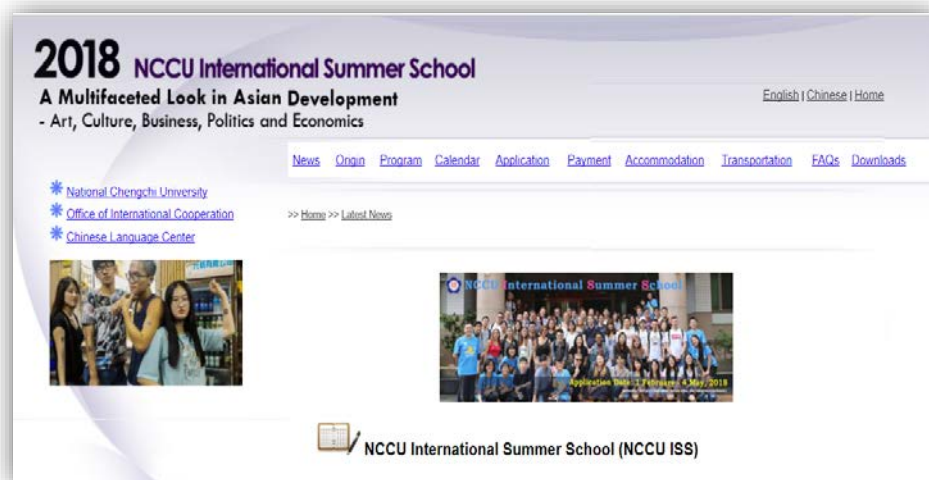 2018 NCCU International Summer School
A Multifaceted Look in Asian Development
- Art, Culture, Business, Politics and Economics
English | Chinese | Home
News Origin Program Calendar Application Payment Accommodation Transportation FAQs Downloads
National Chengchi University
Office of International Cooperation
Chinese Language Center
>> Home >> Latest News
NCCU International Summer School
Application Date: 1 February - 4 May, 2018
NCCU International Summer School (NCCU ISS)